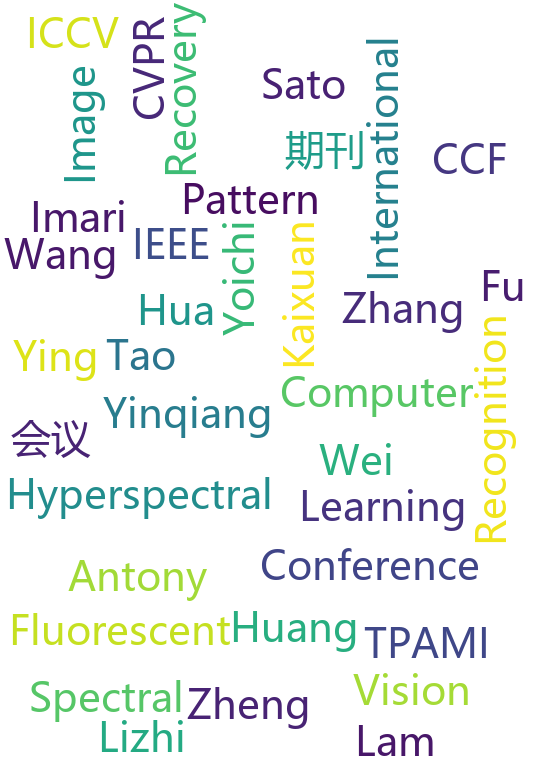 ICCV
CVPR
Recovery
Image
Sato
International
期刊
CCF
Pattern
Imari
Wang
IEEE
Yoichi
Kaixuan
Fu
Hua
Zhang
Ying
Tao
Recognition
Computer
Yinqiang
会议
Wei
Hyperspectral
Learning
Conference
Antony
Fluorescent
Huang
TPAMI
Spectral
Zheng
Vision
Lizhi
Lam